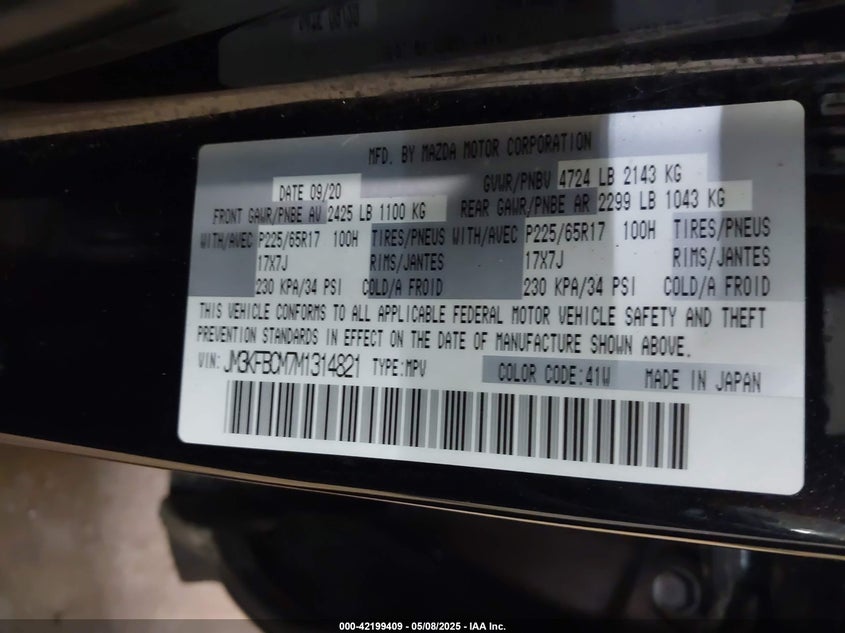 MFD. BY MAZDA MOTOR CORPORATION
DATE 09/20 GVWR/PNBV 4724 LB 2143 KG
FRONT GAWR/PNBE AV 2425 LB 1100 KG REAR GAWR/PNBE AR 2299 LB 1043 KG
WITH/AVEC P225/65R17 100H TIRES/PNEUS WITH/AVEC P225/65R17 100H TIRES/PNEUS
17X7J RIMS/JANTES 17X7J RIMS/JANTES
230 KPA/34 PSI COLD/A FROID 230 KPA/34 PSI COLD/A FROID
THIS VEHICLE CONFORMS TO ALL APPLICABLE FEDERAL MOTOR VEHICLE SAFETY AND THEFT
PREVENTION STANDARDS IN EFFECT ON THE DATE OF MANUFACTURE SHOWN ABOVE.
VIN: JM3KFBCM7M1314821 TYPE:MPV COLOR CODE:41W MADE IN JAPAN
000-42199409 - 05/08/2025 - IAA Inc.